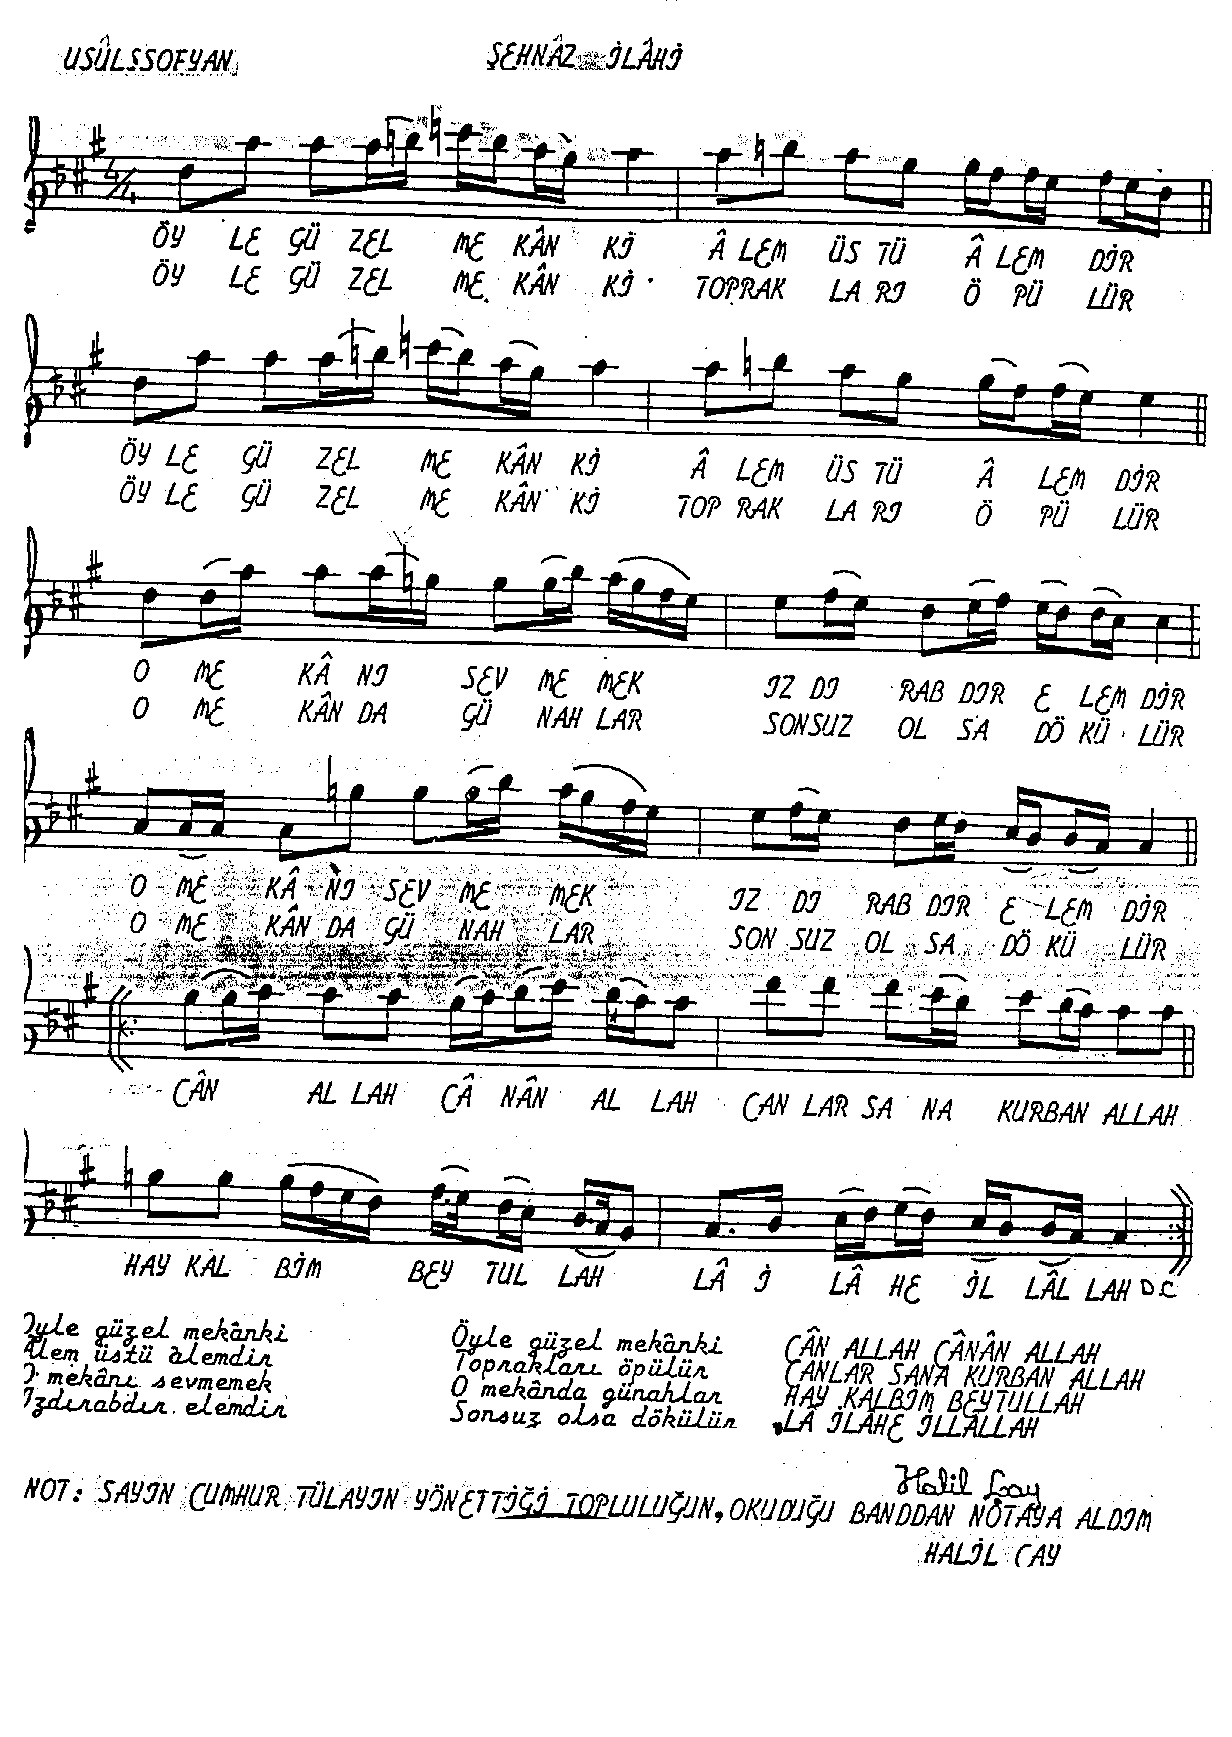 USÛLSSOFYAN
ŞEHNÂZ İLÂHİ
4/4
ÖY LE GÜ ZEL ME KÂN Kİ Â LEM ÜS TÜ Â LEM DİR
ÖY LE GÜ ZEL ME KÂN Kİ TOPRAK LA RI Ö PÜ LÜR
ÖY LE GÜ ZEL ME KÂN Kİ Â LEM ÜS TÜ Â LEM DİR
ÖY LE GÜ ZEL ME KÂN Kİ TOP RAK LA RI Ö PÜ LÜR
O ME KÂ NI SEV ME MEK IZ DI RAB DIR E LEM DİR
O ME KÂN DA GÜ NAH LAR SONSUZ OL SA DÖ KÜ LÜR
O ME KÂ NI SEV ME MEK IZ DI RAB DIR E LEM DİR
O ME KÂN DA GÜ NAH LAR SON SUZ OL SA DÖ KÜ LÜR
CÂN AL LAH CÂ NÂN AL LAH CAN LAR SA NA KURBAN ALLAH
HAY KAL BİM BEY TUL LAH LÂ İ LÂ HE İL LÂL LAH D C
Öyle güzel mekânki
Âlem üstü âlemdir
O mekânı sevmemek
Izdırabdır elemdir
Öyle güzel mekânki
Toprakları öpülür
O mekânda günahlar
Sonsuz olsa dökülür
CÂN ALLAH CÂNÂN ALLAH
CANLAR SANA KURBAN ALLAH
HAY KALBİM BEYTULLAH
LÂ İLÂHE İLLÂLLAH
Halil Cay
NOT: SAYIN CUMHUR TÜLAYIN YÖNETTİĞİ TOPLULUĞUN, OKUDUĞU BANDDAN NOTAYA ALDIM
HALİL CAY